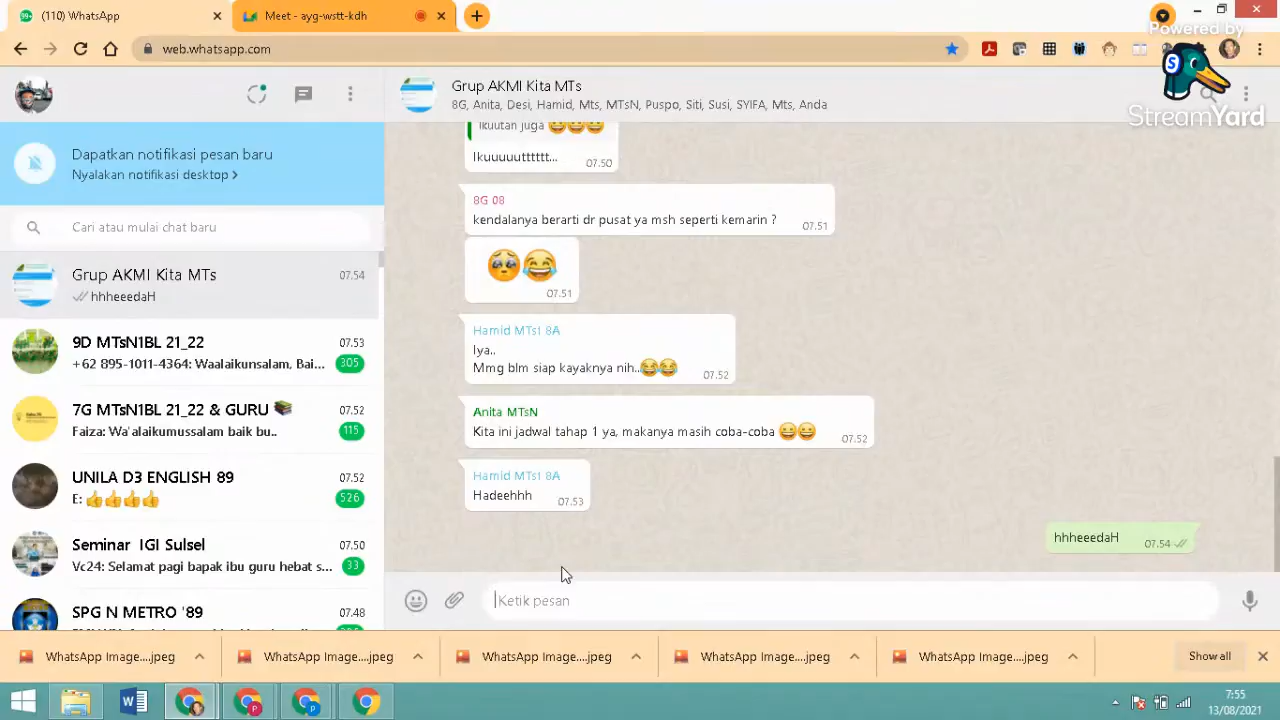 99+ (10) WhatsApp
Meet - ayg-wstt-kdh
Powered by
StreamYard
web.whatsapp.com
Grup AKMI Kita MTs
8G, Anita, Desi, Hamid, Mts, MTsN, Puspo, Siti, Susi, SYIFA, Mts, Anda
Dapatkan notifikasi pesan baru
Nyalakan notifikasi desktop >
Cari atau mulai chat baru
Grup AKMI Kita MTs 07.54
hhheeedaH
9D MTsN1BL 21_22 07.53
+62 895-1011-4364: Waalaikunsalam, Bai... 305
7G MTsN1BL 21_22 & GURU 📚 07.52
Faiza: Wa'alaikumussalam baik bu.. 115
UNILA D3 ENGLISH 89 07.52
E: 👍👍👍👍 526
Seminar IGI Sulsel 07.50
Vc24: Selamat pagi bapak ibu guru hebat s... 33
SPG N METRO '89 07.48
Ikuutan juga 😄😄😄
Ikuuuuutttttt... 07.50
8G 08
kendalanya berarti dr pusat ya msh seperti kemarin ? 07.51
🥹😂 07.51
Hamid MTs1 8A
Iya..
Mmg blm siap kayaknya nih..😂😂 07.52
Anita MTsN
Kita ini jadwal tahap 1 ya, makanya masih coba-coba 😄😄 07.52
Hamid MTs1 8A
Hadeehhh 07.53
hhheeedaH 07.54
Ketik pesan
WhatsApp Image....jpeg
WhatsApp Image....jpeg
WhatsApp Image....jpeg
WhatsApp Image....jpeg
WhatsApp Image....jpeg
Show all
7:55
13/08/2021